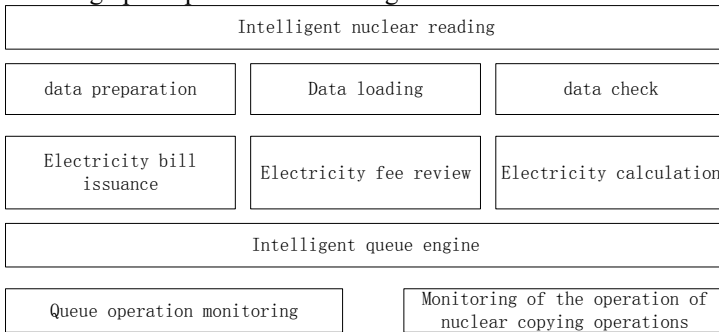 Intelligent nuclear reading
data preparation
Data loading
data check
Electricity bill
issuance
Electricity fee review
Electricity calculation
Intelligent queue engine
Queue operation monitoring
Monitoring of the operation of
nuclear copying operations